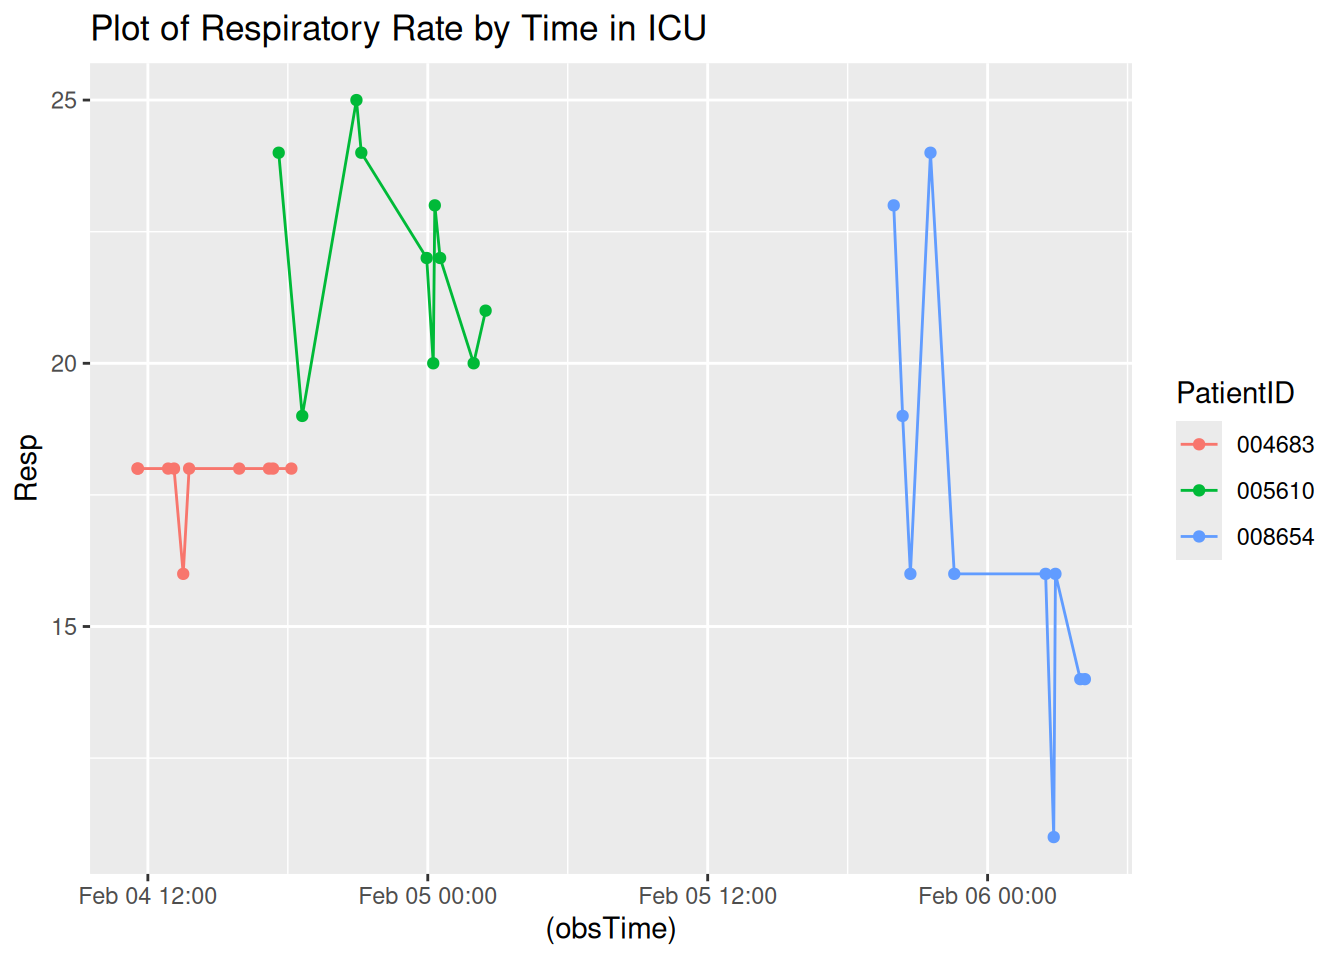 Plot of Respiratory Rate by Time in ICU
25
20
15
Resp
Feb 04 12:00
Feb 05 00:00
Feb 05 12:00
Feb 06 00:00
(obsTime)
PatientID
004683
005610
008654